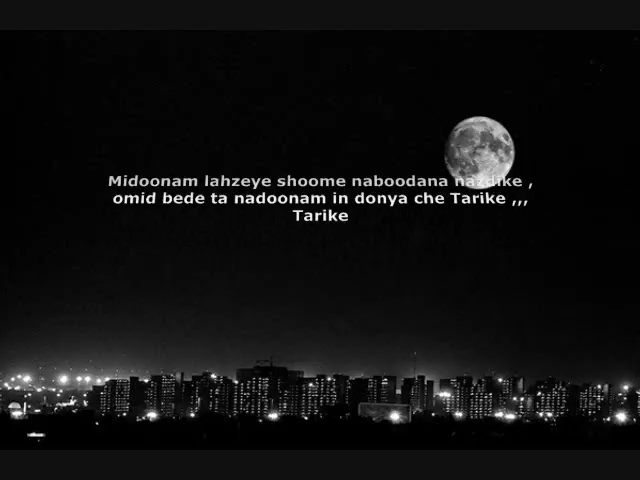 Midoonam lahzeye shoome naboodana nazdike ,
omid bede ta nadoonam in donya che Tarike ,,,
Tarike